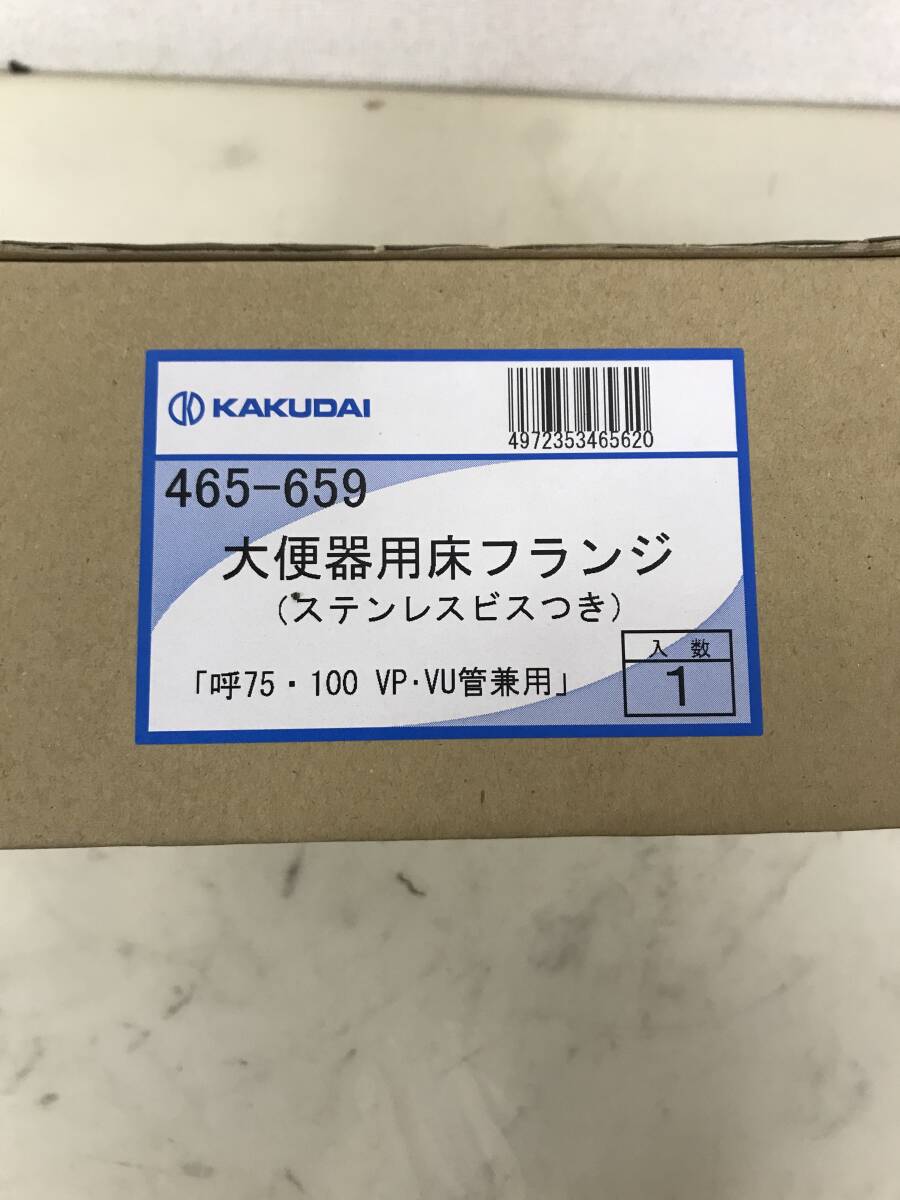 KAKUDAI
4972353465620
465-659
大便器用床フランジ
(ステンレスビスつき)
「呼75・100 VP・VU管兼用」
入数
1